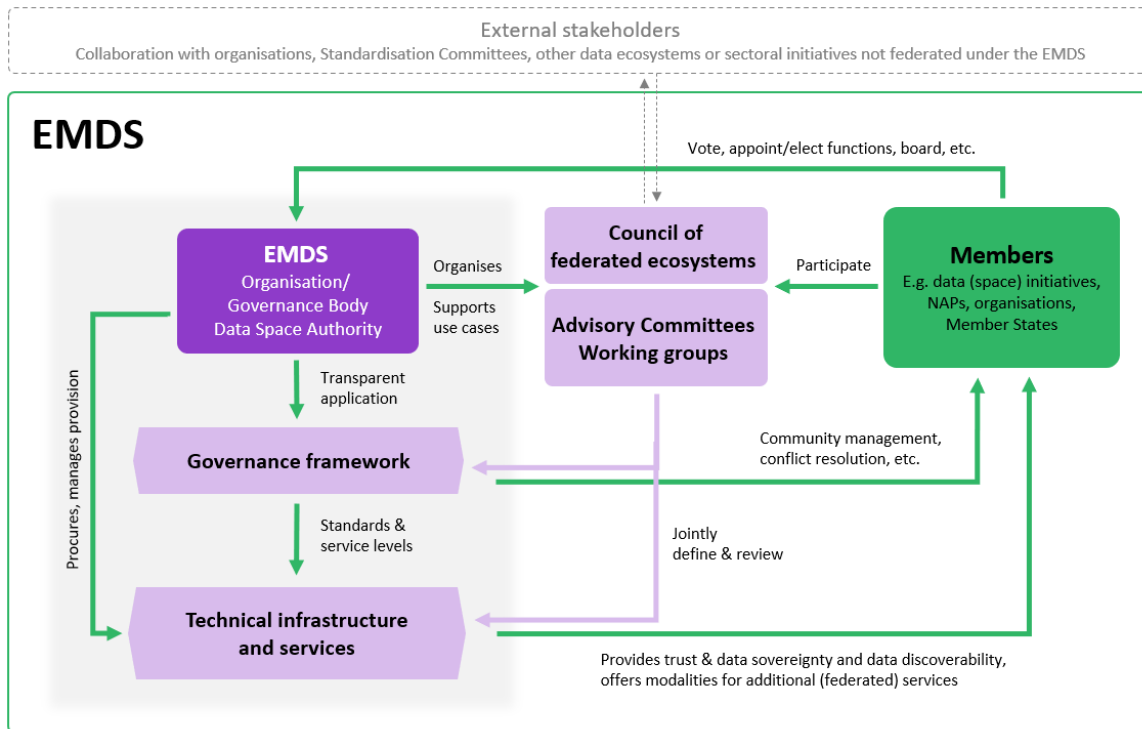 External stakeholders
Collaboration with organisations, Standardisation Committees, other data ecosystems or sectoral initiatives not federated under the EMDS
EMDS
Vote, appoint/elect functions, board, etc.
EMDS
Organisation/
Governance Body
Data Space Authority
Organises
Supports
use cases
Council of
federated ecosystems
Advisory Committees
Working groups
Participate
Members
E.g. data (space) initiatives,
NAPs, organisations,
Member States
Procures, manages provision
Transparent
application
Governance framework
Community management,
conflict resolution, etc.
Standards &
service levels
Jointly
define & review
Technical infrastructure
and services
Provides trust & data sovereignty and data discoverability,
offers modalities for additional (federated) services